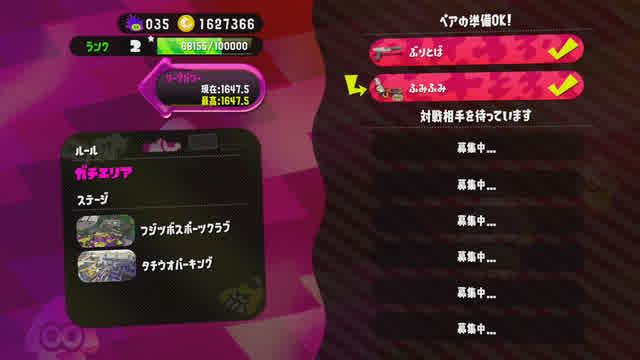 035 1627366
ランク 2 68155/100000
リーグパワー
現在:1647.5
最高:1647.5
ルール
ガチエリア
ステージ
フジツボスポーツクラブ
タチウオパーキング
ペアの準備OK!
ぷりとば
ふみふみ
対戦相手を待っています
募集中...
募集中...
募集中...
募集中...
募集中...
募集中...